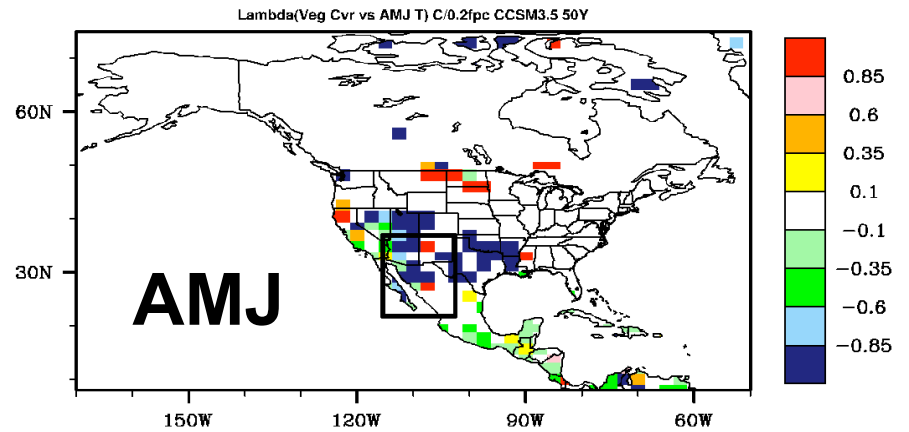 Lambda(Veg Cvr vs AMJ T) C/0.2fpc CCSM3.5 50Y
0.85
60N
0.6
0.35
0.1
-0.1
-0.35
30N
AMJ
-0.6
-0.85
150W 120W 90W 60W